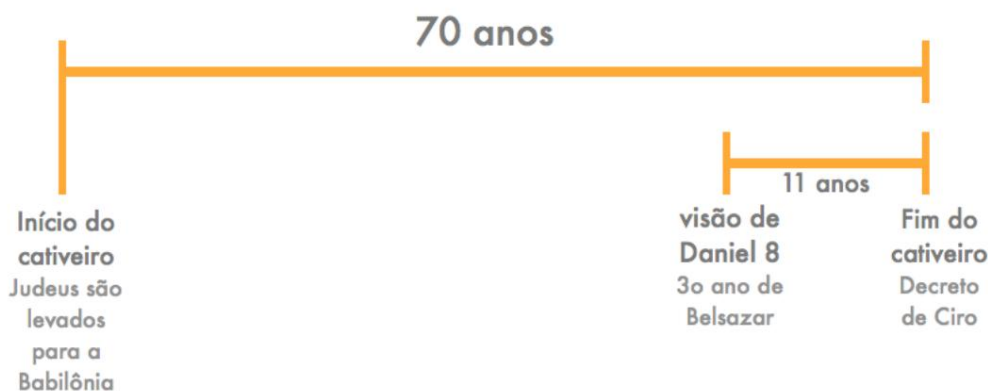 70 anos
11 anos
Início do
cativeiro
Judeus são
levados
para a
Babilônia
visão de
Daniel 8
3o ano de
Belsazar
Fim do
cativeiro
Decreto
de Ciro